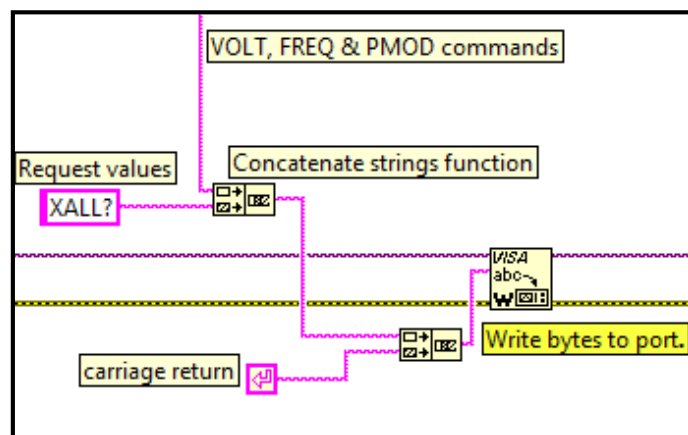 VOLT, FREQ & PMOD commands
Request values
Concatenate strings function
XALL?
VISA
abc
W
Write bytes to port.
carriage return